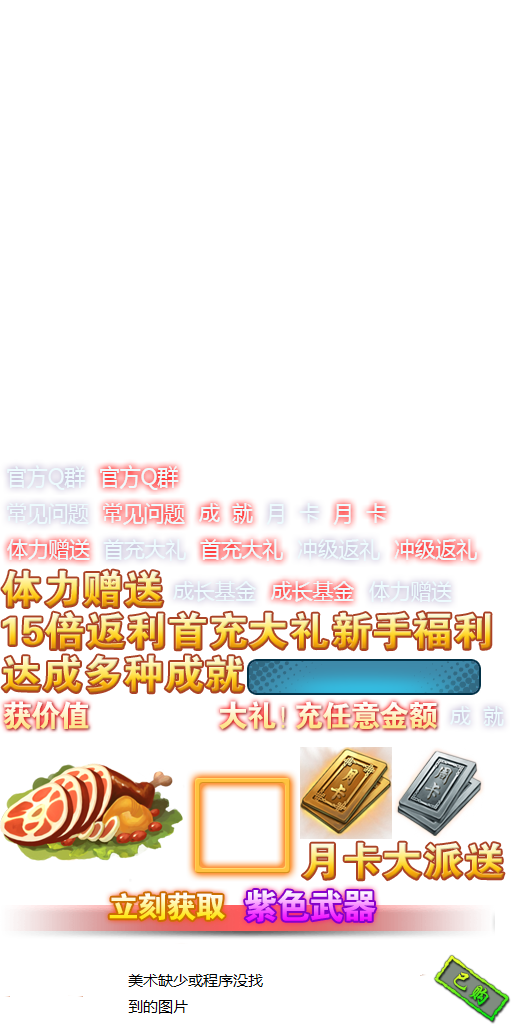 官方Q群 官方Q群
常见问题 常见问题 成 就 月 卡 月 卡
体力赠送 首充大礼 首充大礼 冲级返礼 冲级返礼
体力赠送 成长基金 成长基金 体力赠送
15倍返利首充大礼新手福利
达成多种成就
获价值 大礼! 充任意金额 成 就
月卡 月卡
月卡大派送
立刻获取 紫色武器
美术缺少或程序没找
到的图片
已购